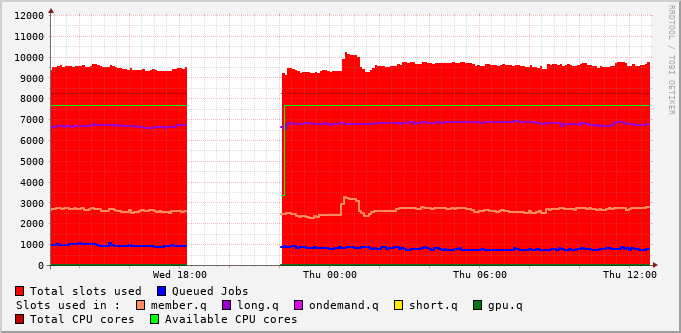 12000
11000
10000
9000
8000
7000
6000
5000
4000
3000
2000
1000
0
Wed 18:00 Thu 00:00 Thu 06:00 Thu 12:00
Total slots used Queued Jobs
Slots used in : member.q long.q ondemand.q short.q gpu.q
Total CPU cores Available CPU cores
RRDTOOL / TOBI OETIKER